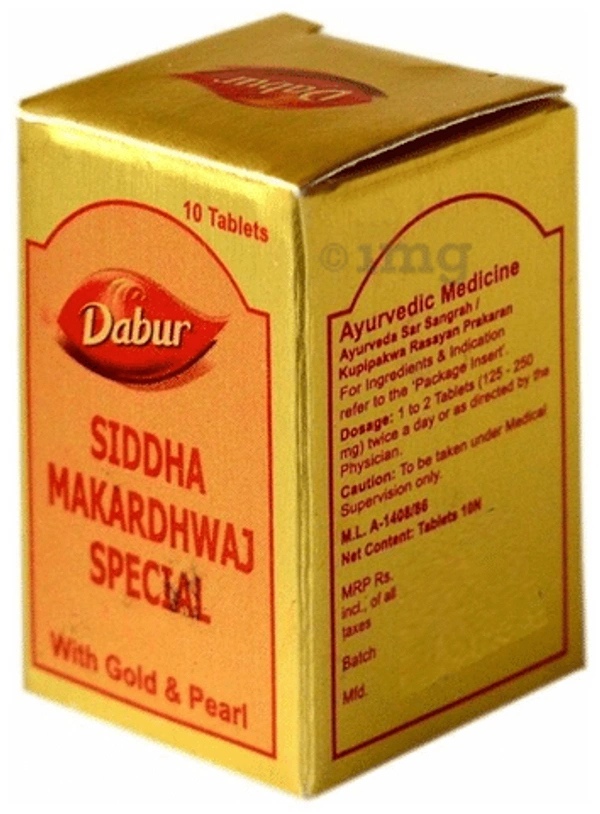 Dabur
10 Tablets
Dabur
SIDDHA
MAKARDHWAJ
SPECIAL
With Gold & Pearl
© 1mg
Ayurvedic Medicine
Ayurveda Sar Sangrah /
Kupipakwa Rasayan Prakaran
For Ingredients & Indication
refer to the 'Package Insert'.
Dosage: 1 to 2 Tablets (125 - 250
mg) twice a day or as directed by the
Physician.
Caution: To be taken under Medical
Supervision only.
M.L. A-1408/86
Net Content: Tablets 10N
MRP Rs.
incl., of all
taxes
Batch
Mfd.